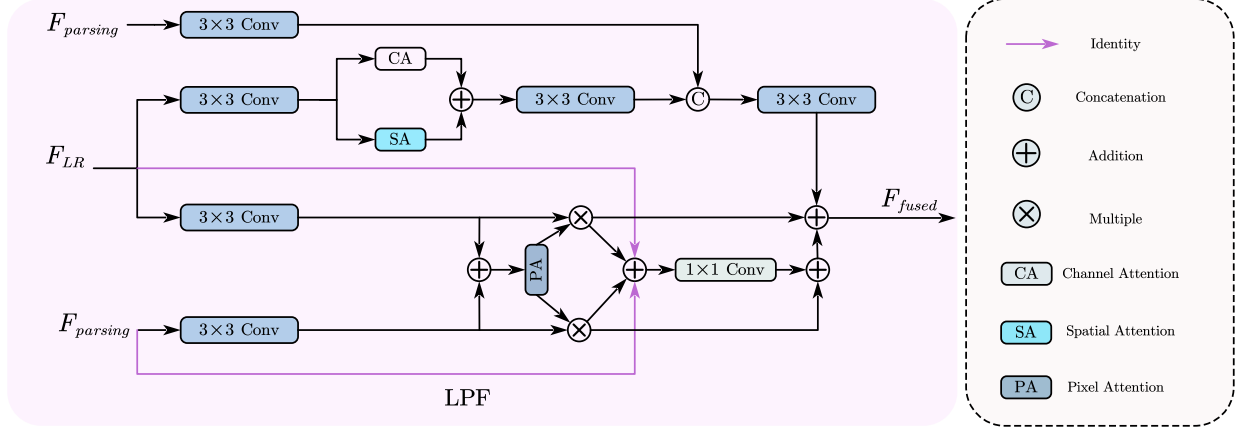 F_parsing
3×3 Conv
CA
3×3 Conv
3×3 Conv
C
3×3 Conv
SA
F_LR
3×3 Conv
F_fused
PA
1×1 Conv
F_parsing
3×3 Conv
LPF
Identity
C Concatenation
Addition
Multiple
CA Channel Attention
SA Spatial Attention
PA Pixel Attention